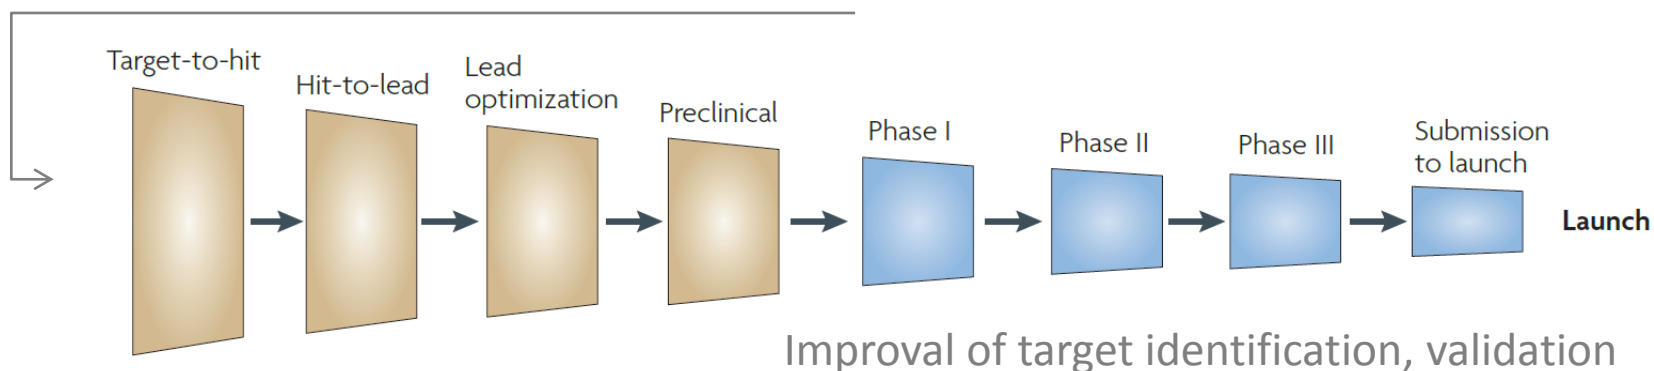 Target-to-hit
Hit-to-lead
Lead
optimization
Preclinical
Phase I
Phase II
Phase III
Submission
to launch
Launch
Improval of target identification, validation